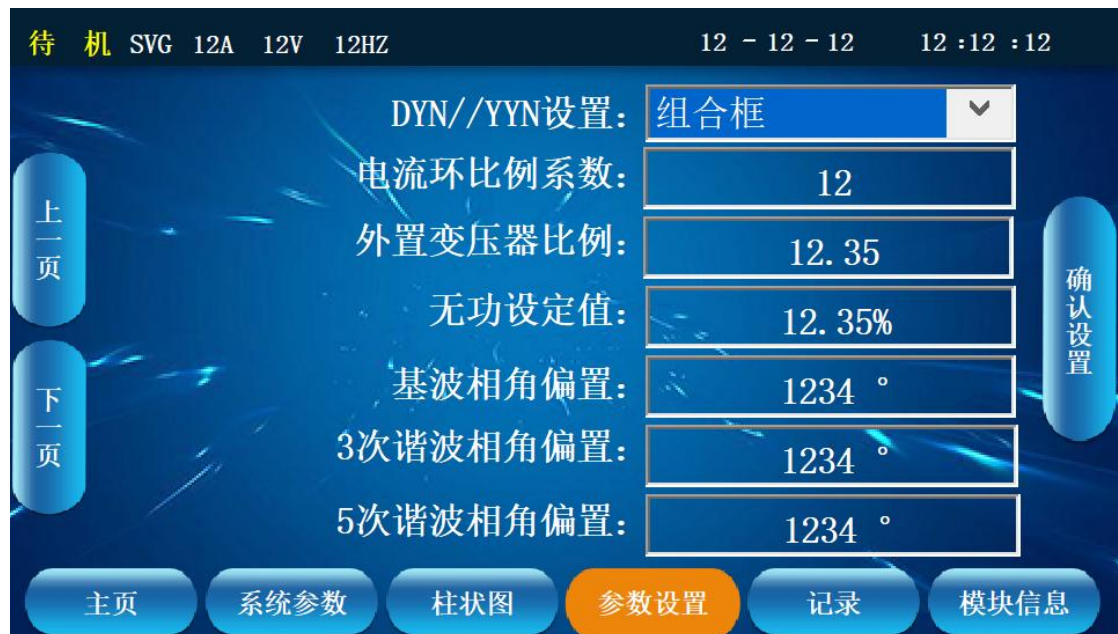 待 机 SVG 12A 12V 12HZ 12 - 12 - 12 12 :12 :12
DYN//YYN设置: 组合框
电流环比例系数: 12
外置变压器比例: 12.35
无功设定值: 12.35%
基波相角偏置: 1234 °
3次谐波相角偏置: 1234 °
5次谐波相角偏置: 1234 °
上一页
下一页
确认设置
主页 系统参数 柱状图 参数设置 记录 模块信息